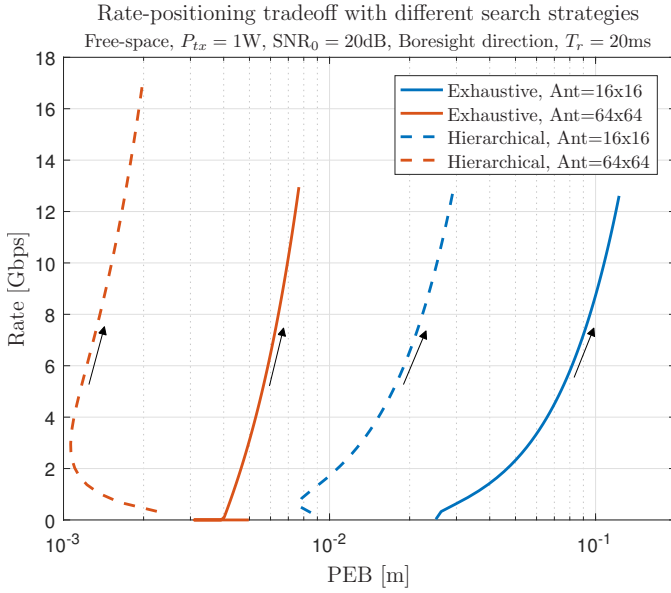 Rate-positioning tradeoff with different search strategies
Free-space, P_tx = 1W, SNR_0 = 20dB, Boresight direction, T_r = 20ms
18
16
14
12
10
8
6
4
2
0
Rate [Gbps]
Exhaustive, Ant=16x16
Exhaustive, Ant=64x64
Hierarchical, Ant=16x16
Hierarchical, Ant=64x64
10^-3
10^-2
10^-1
PEB [m]